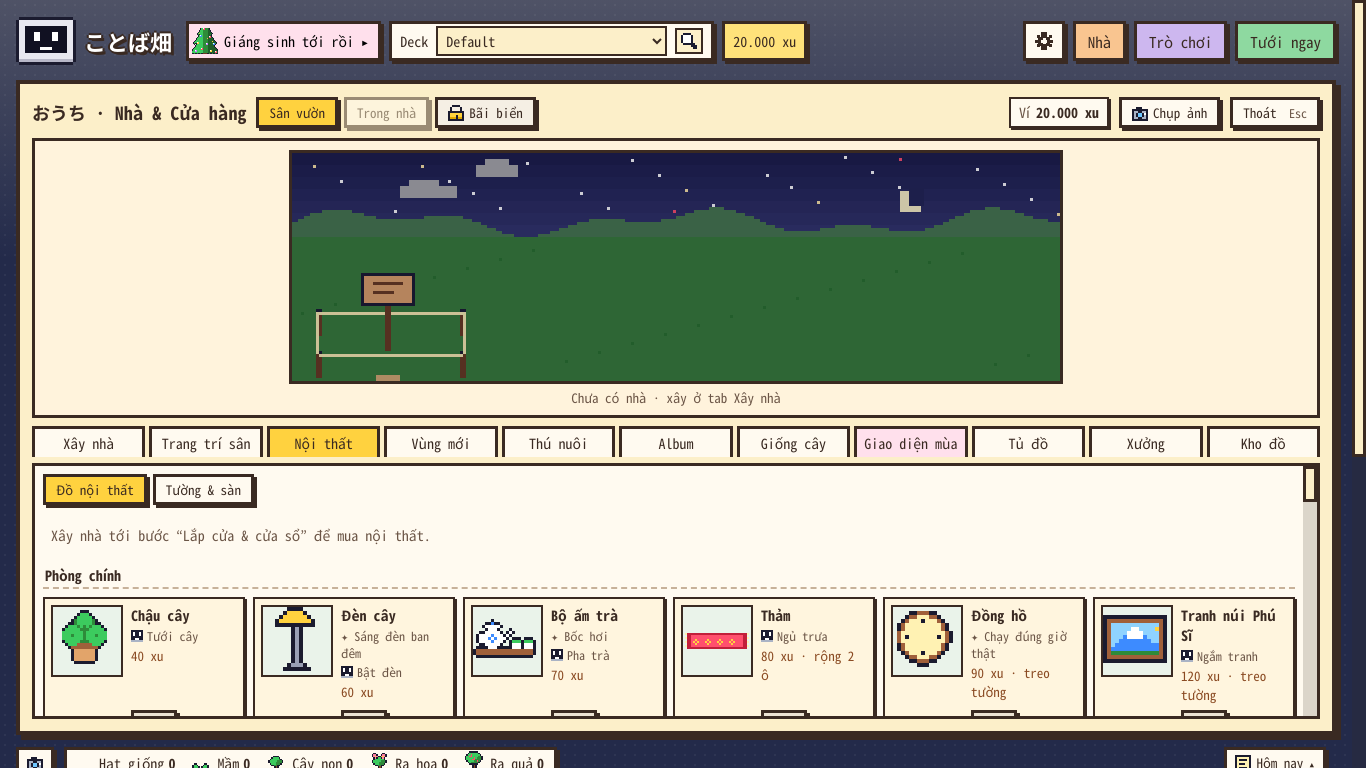 ことば畑
Giáng sinh tới rồi ▸
Deck
Default
20.000 xu
Nhà
Trò chơi
Tưới ngay
おうち · Nhà & Cửa hàng
Sân vườn
Trong nhà
Bãi biển
Ví 20.000 xu
Chụp ảnh
Thoát Esc
Chưa có nhà · xây ở tab Xây nhà
Xây nhà
Trang trí sân
Nội thất
Vùng mới
Thú nuôi
Album
Giống cây
Giao diện mùa
Tủ đồ
Xưởng
Kho đồ
Đồ nội thất
Tường & sàn
Xây nhà tới bước “Lắp cửa & cửa sổ” để mua nội thất.
Phòng chính
Chậu cây
Tưới cây
40 xu
Đèn cây
✦ Sáng đèn ban
đêm
Bật đèn
60 xu
Bộ ấm trà
✦ Bốc hơi
Pha trà
70 xu
Thảm
Ngủ trưa
80 xu · rộng 2
ô
Đồng hồ
✦ Chạy đúng giờ
thật
90 xu · treo
tường
Tranh núi Phú
Sĩ
Ngắm tranh
120 xu · treo
tường
Hạt giống 0
Mầm 0
Cây non 0
Ra hoa 0
Ra quả 0
Hôm nay ▴